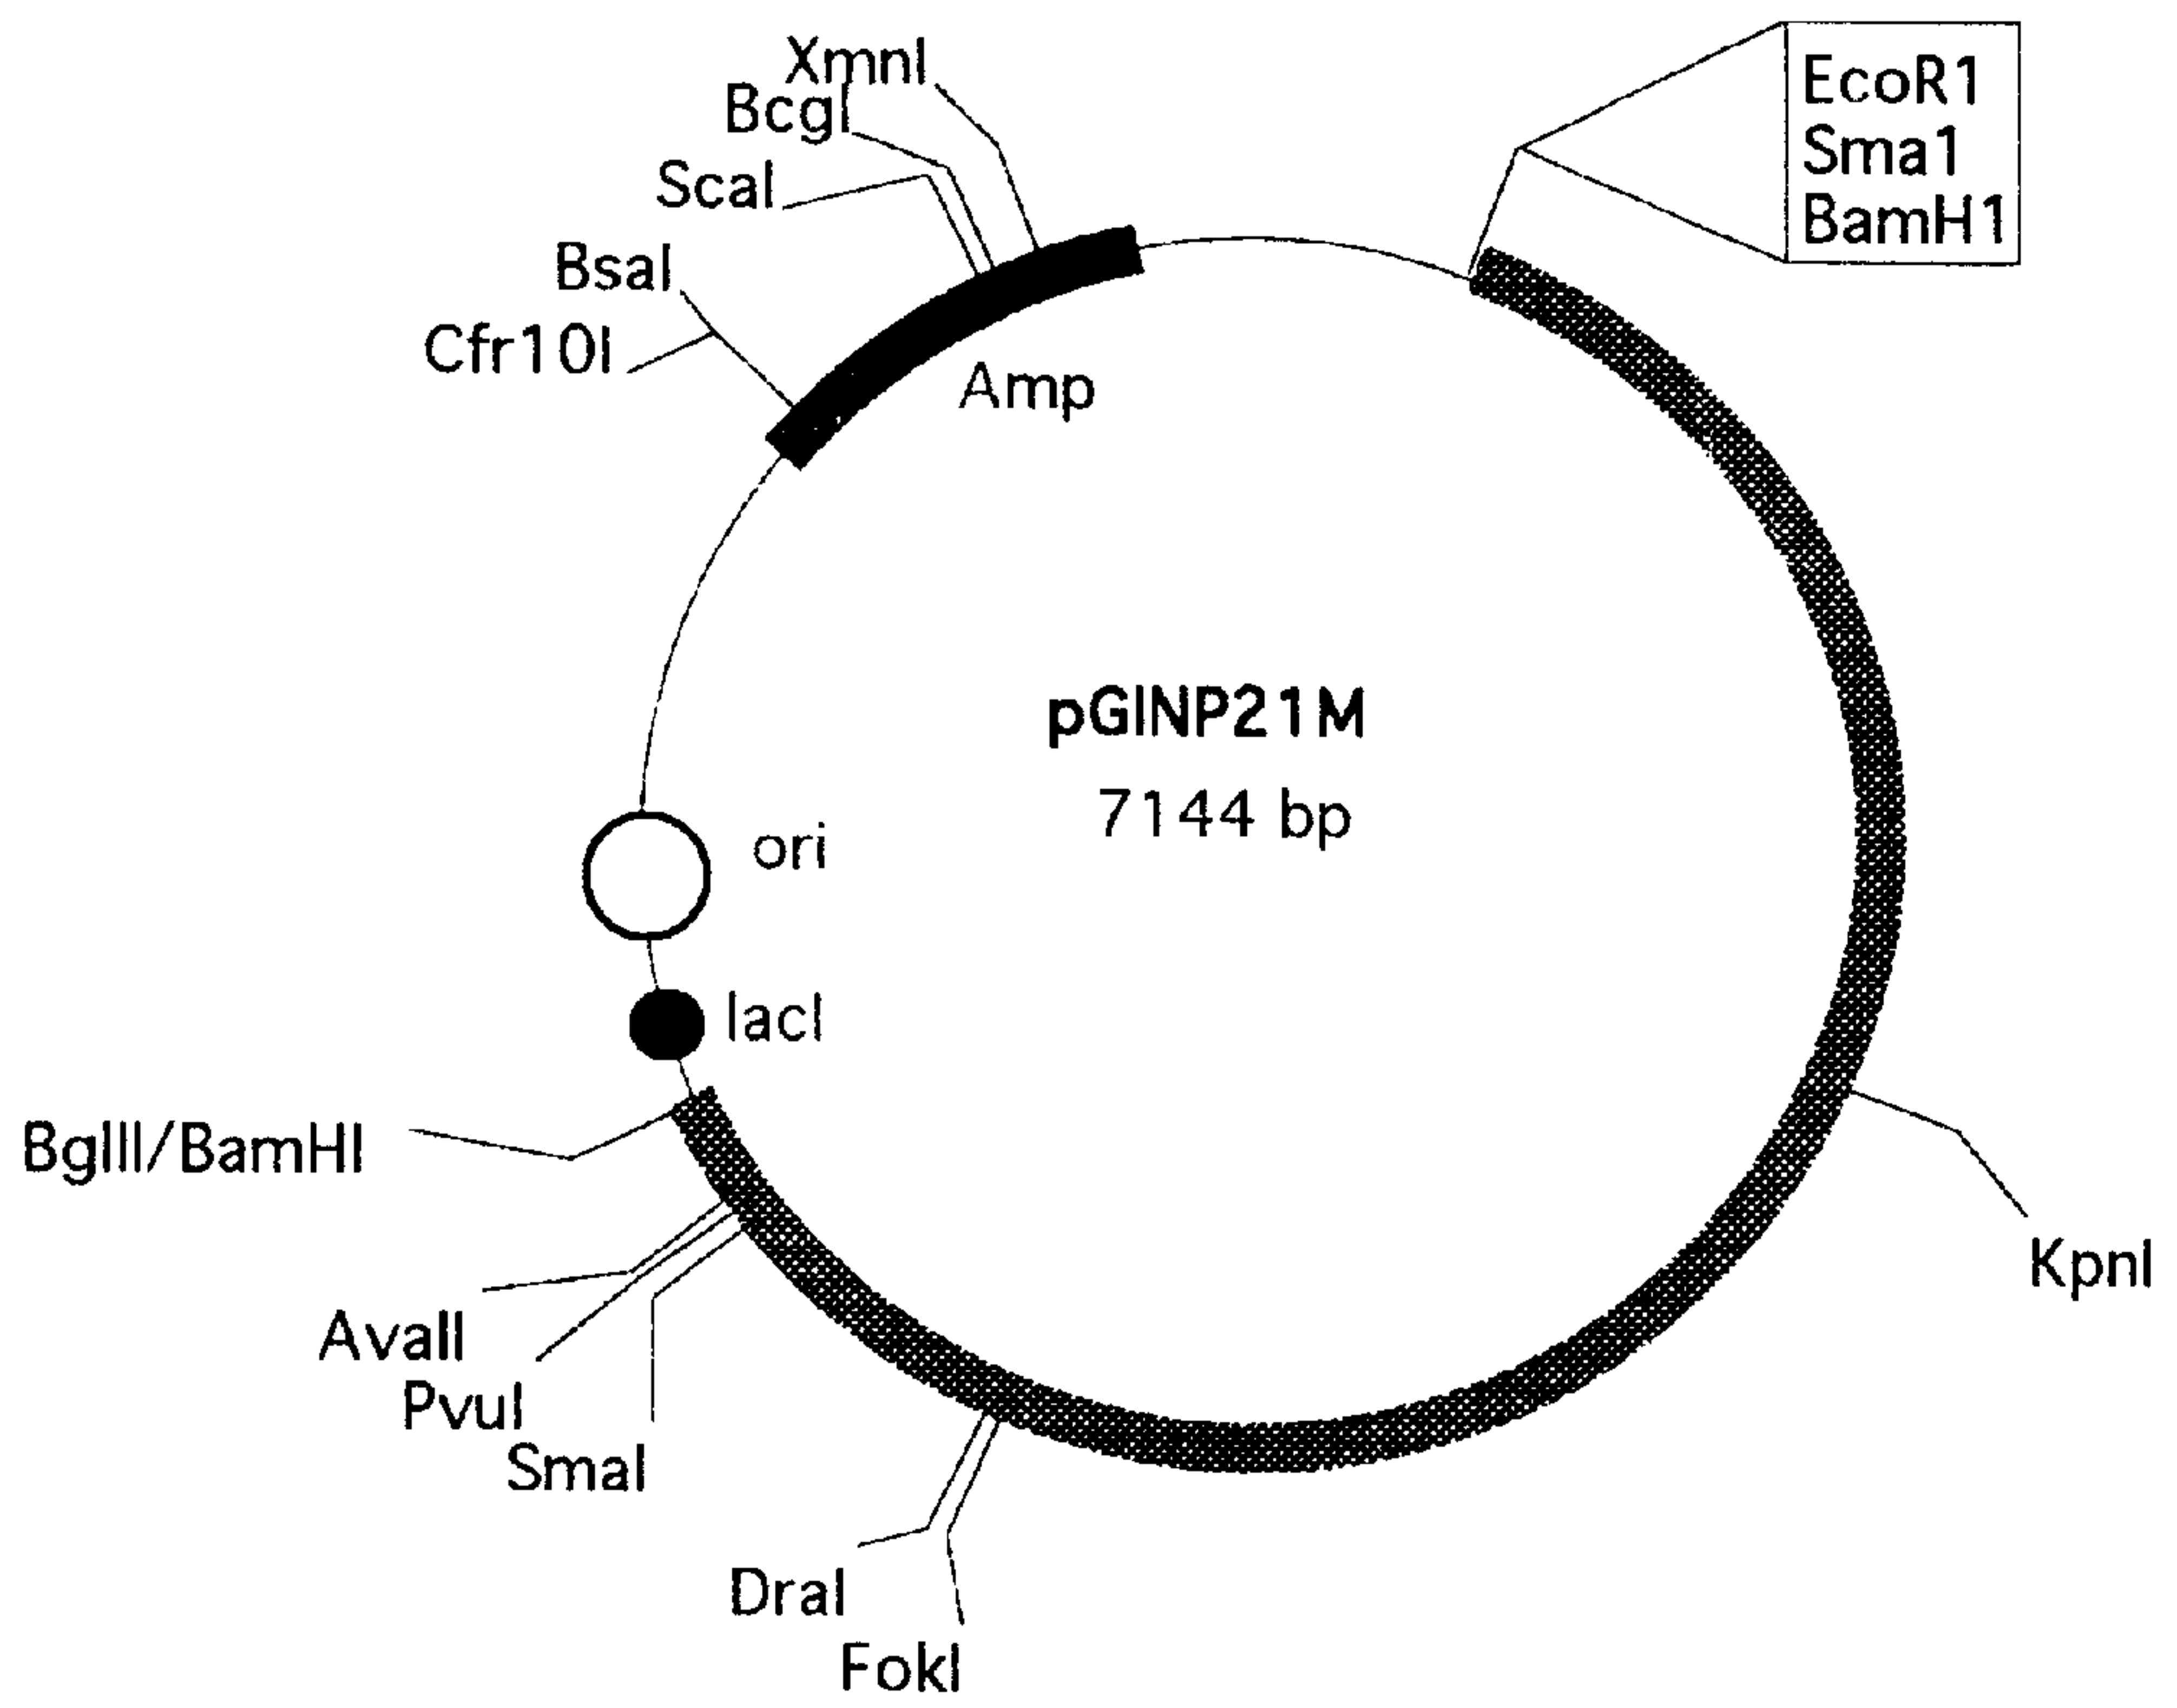 XmnI
BcgI
ScaI
BsaI
Cfr10I
EcoR1
Sma1
BamH1
Amp
pGINP21M
7144 bp
ori
lacI
BglII/BamHI
AvaII
PvuI
SmaI
DraI
FokI
KpnI